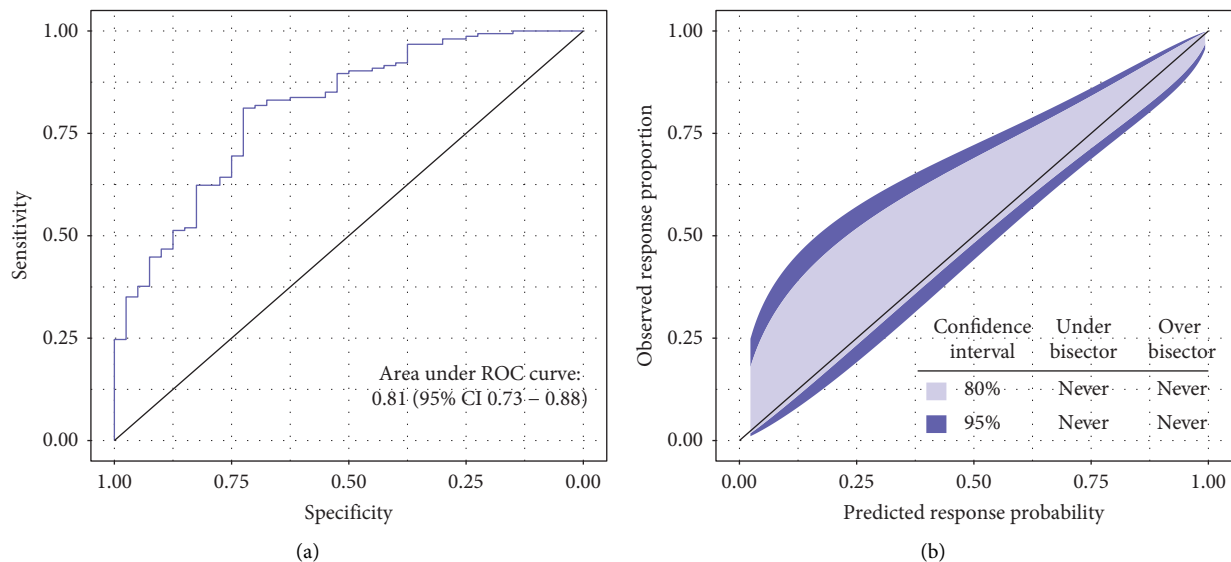 1.00
0.75
0.50
0.25
0.00
Sensitivity
Area under ROC curve:
0.81 (95% CI 0.73 – 0.88)
1.00 0.75 0.50 0.25 0.00
Specificity
(a)
1.00
0.75
0.50
0.25
0.00
Observed response proportion
Confidence Under Over
interval bisector bisector
80% Never Never
95% Never Never
0.00 0.25 0.50 0.75 1.00
Predicted response probability
(b)